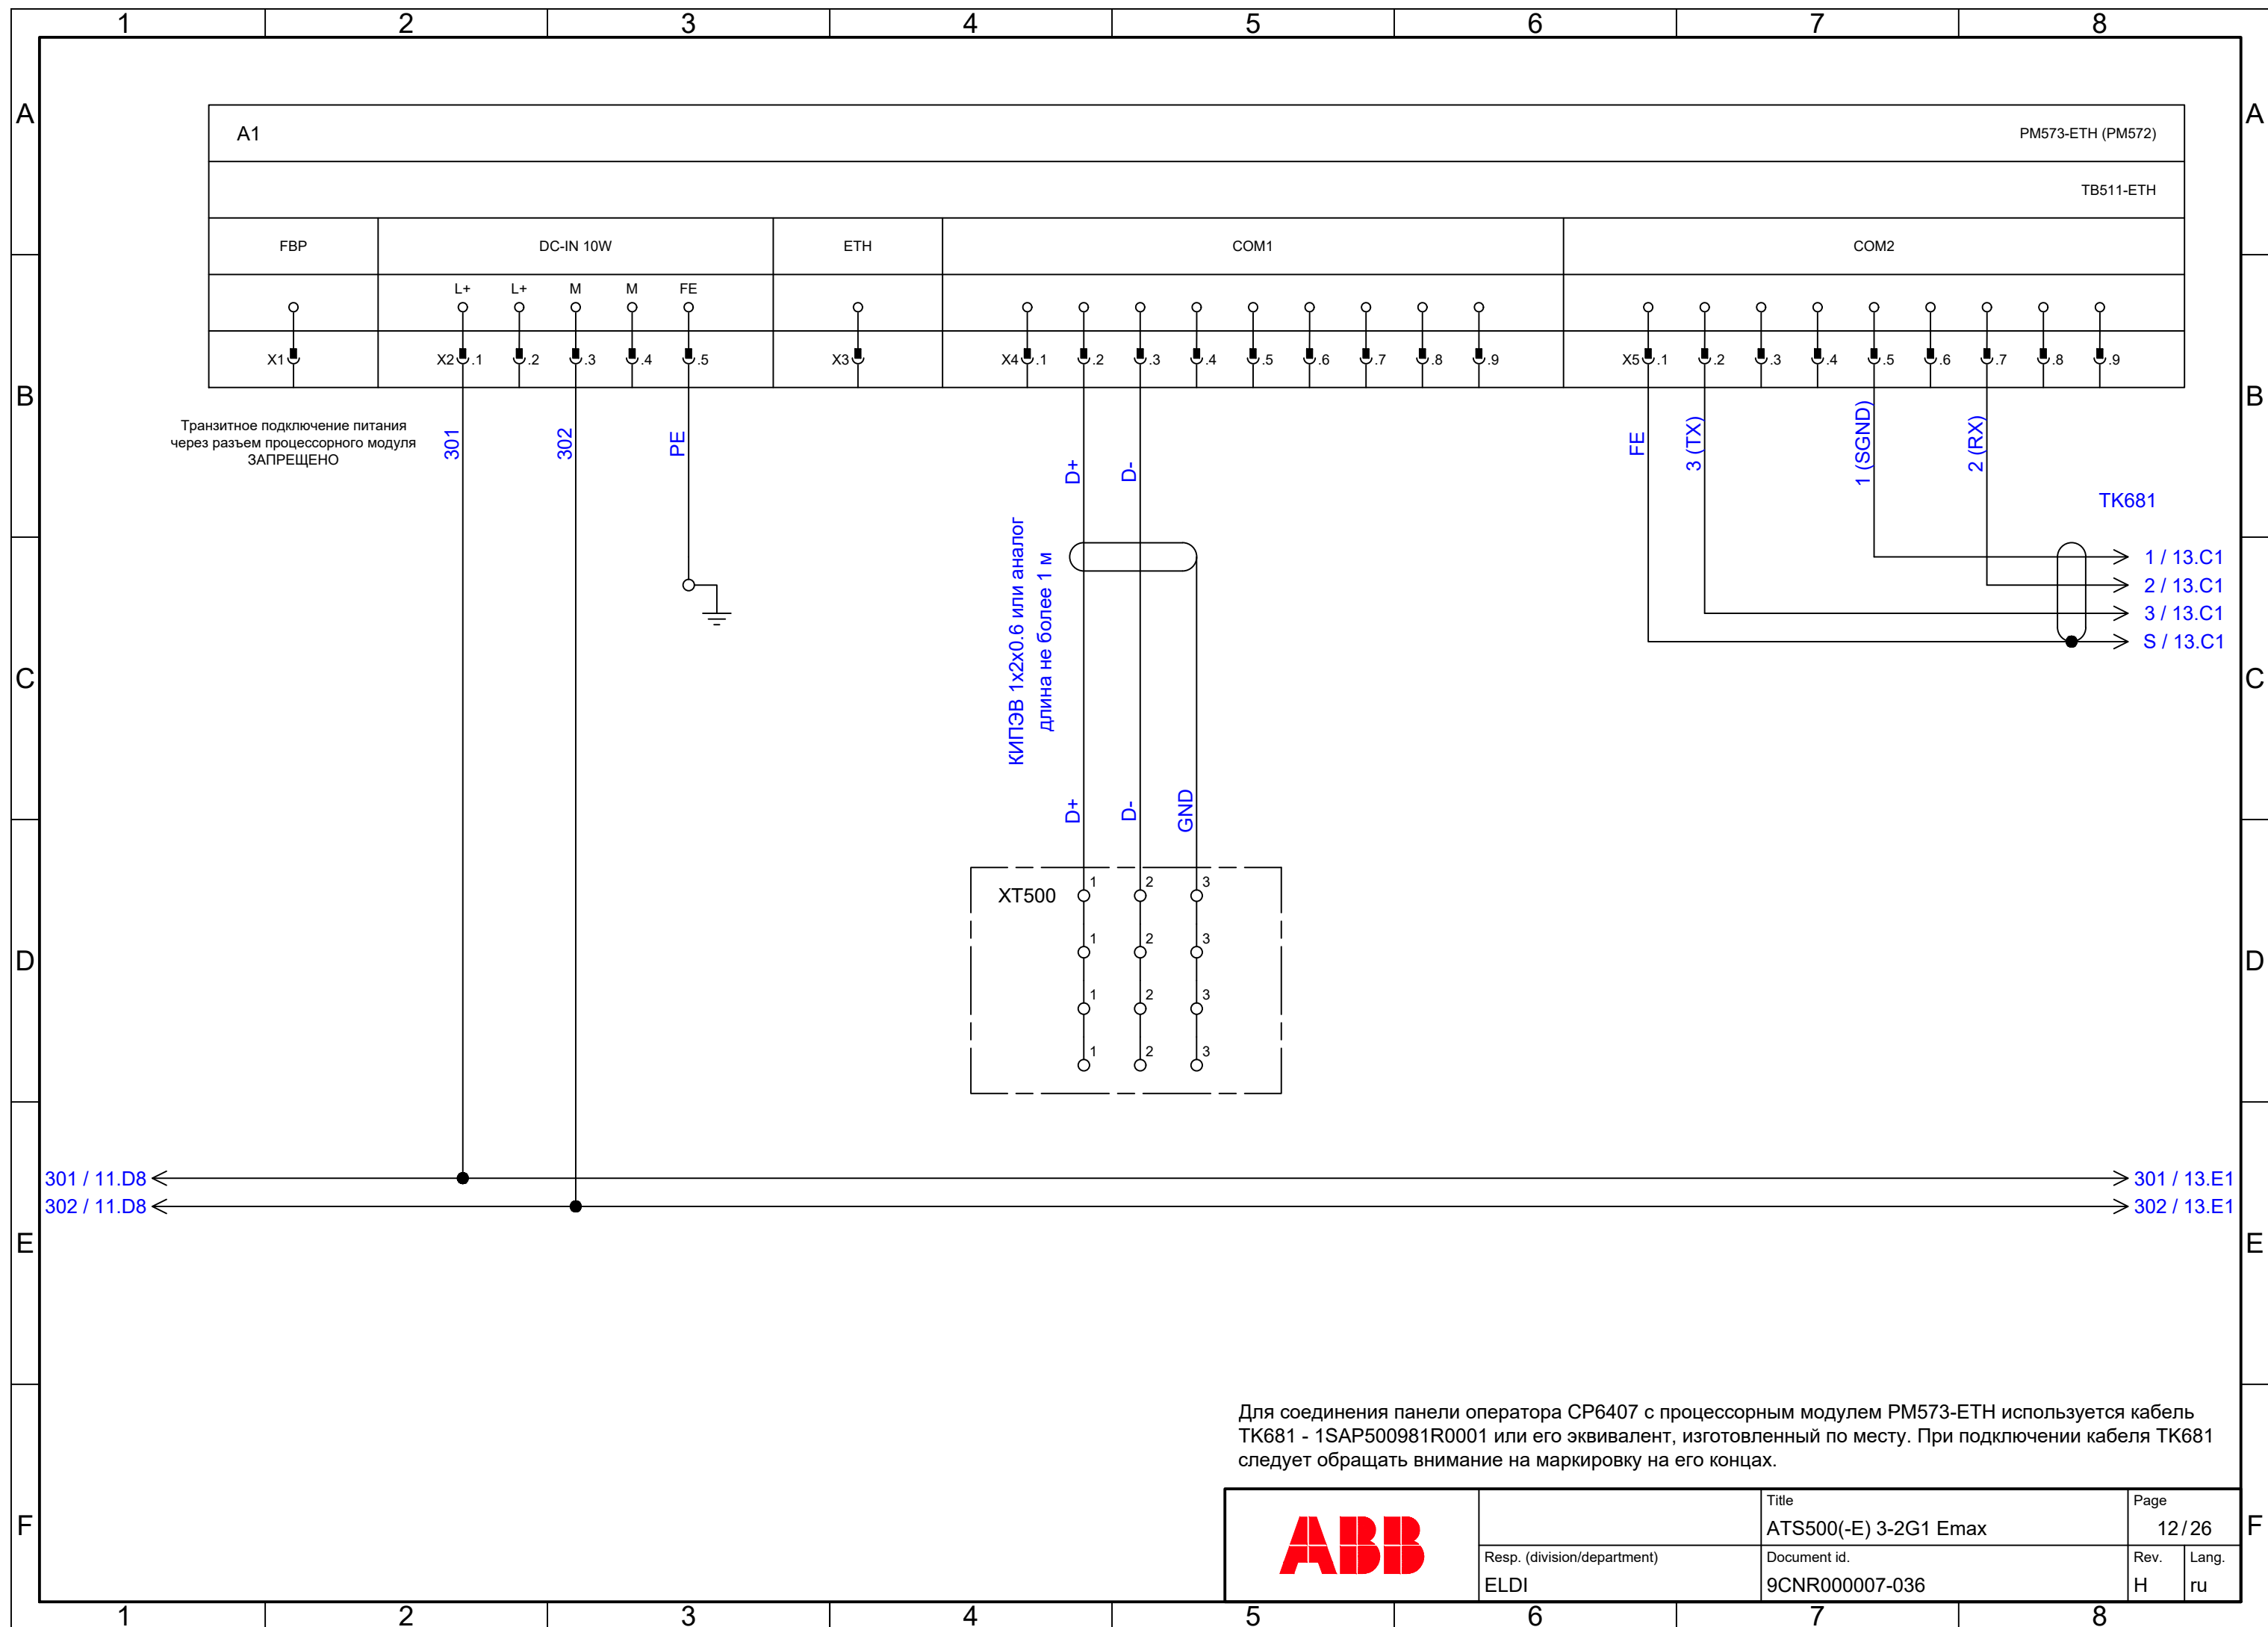 1 2 3 4 5 6 7 8
A A
A1 PM573-ETH (PM572)
TB511-ETH
FBP DC-IN 10W ETH COM1 COM2
L+ L+ M M FE
X1 X2 .1 .2 .3 .4 .5 X3 X4 .1 .2 .3 .4 .5 .6 .7 .8 .9 X5 .1 .2 .3 .4 .5 .6 .7 .8 .9
B B
Транзитное подключение питания
через разъем процессорного модуля
ЗАПРЕЩЕНО
301 302 PE D+ D- FE 3 (TX) 1 (SGND) 2 (RX)
TK681
КИПЭВ 1x2x0.6 или аналог
длина не более 1 м
1 / 13.C1
2 / 13.C1
3 / 13.C1
S / 13.C1
C C
D+ D- GND
XT500 1 2 3
1 2 3
D D
1 2 3
1 2 3
301 / 11.D8 301 / 13.E1
302 / 11.D8 302 / 13.E1
E E
Для соединения панели оператора CP6407 с процессорным модулем PM573-ETH используется кабель
TK681 - 1SAP500981R0001 или его эквивалент, изготовленный по месту. При подключении кабеля TK681
следует обращать внимание на маркировку на его концах.
F F
ABB
Title
ATS500(-E) 3-2G1 Emax
Page
12/26
Resp. (division/department)
ELDI
Document id.
9CNR000007-036
Rev.
H
Lang.
ru
1 2 3 4 5 6 7 8